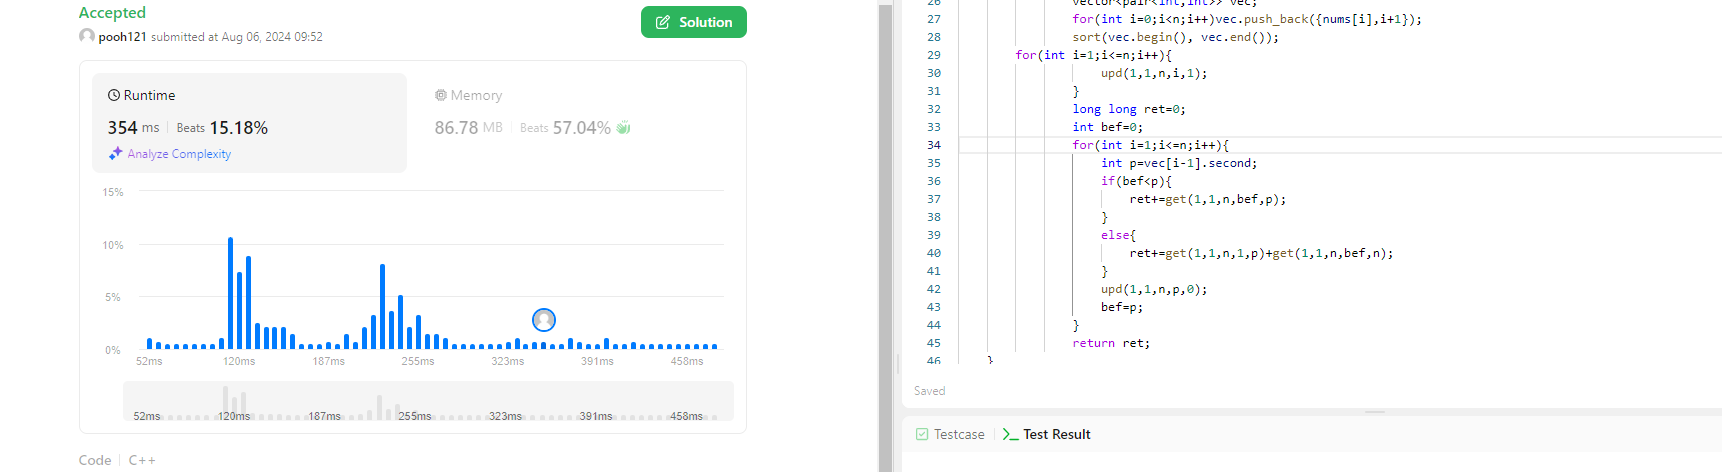 Accepted
pooh121 submitted at Aug 06, 2024 09:52
Solution
Runtime
354 ms Beats 15.18%
Analyze Complexity
Memory
86.78 MB Beats 57.04%
15%
10%
5%
0%
52ms 120ms 187ms 255ms 323ms 391ms 458ms
52ms 120ms 187ms 255ms 323ms 391ms 458ms
Code C++
26 vector<pair<int,int>> vec;
27 for(int i=0;i<n;i++)vec.push_back({nums[i],i+1});
28 sort(vec.begin(), vec.end());
29 for(int i=1;i<=n;i++){
30 upd(1,1,n,i,1);
31 }
32 long long ret=0;
33 int bef=0;
34 for(int i=1;i<=n;i++){
35 int p=vec[i-1].second;
36 if(bef<p){
37 ret+=get(1,1,n,bef,p);
38 }
39 else{
40 ret+=get(1,1,n,1,p)+get(1,1,n,bef,n);
41 }
42 upd(1,1,n,p,0);
43 bef=p;
44 }
45 return ret;
46 }
Saved
Testcase
Test Result